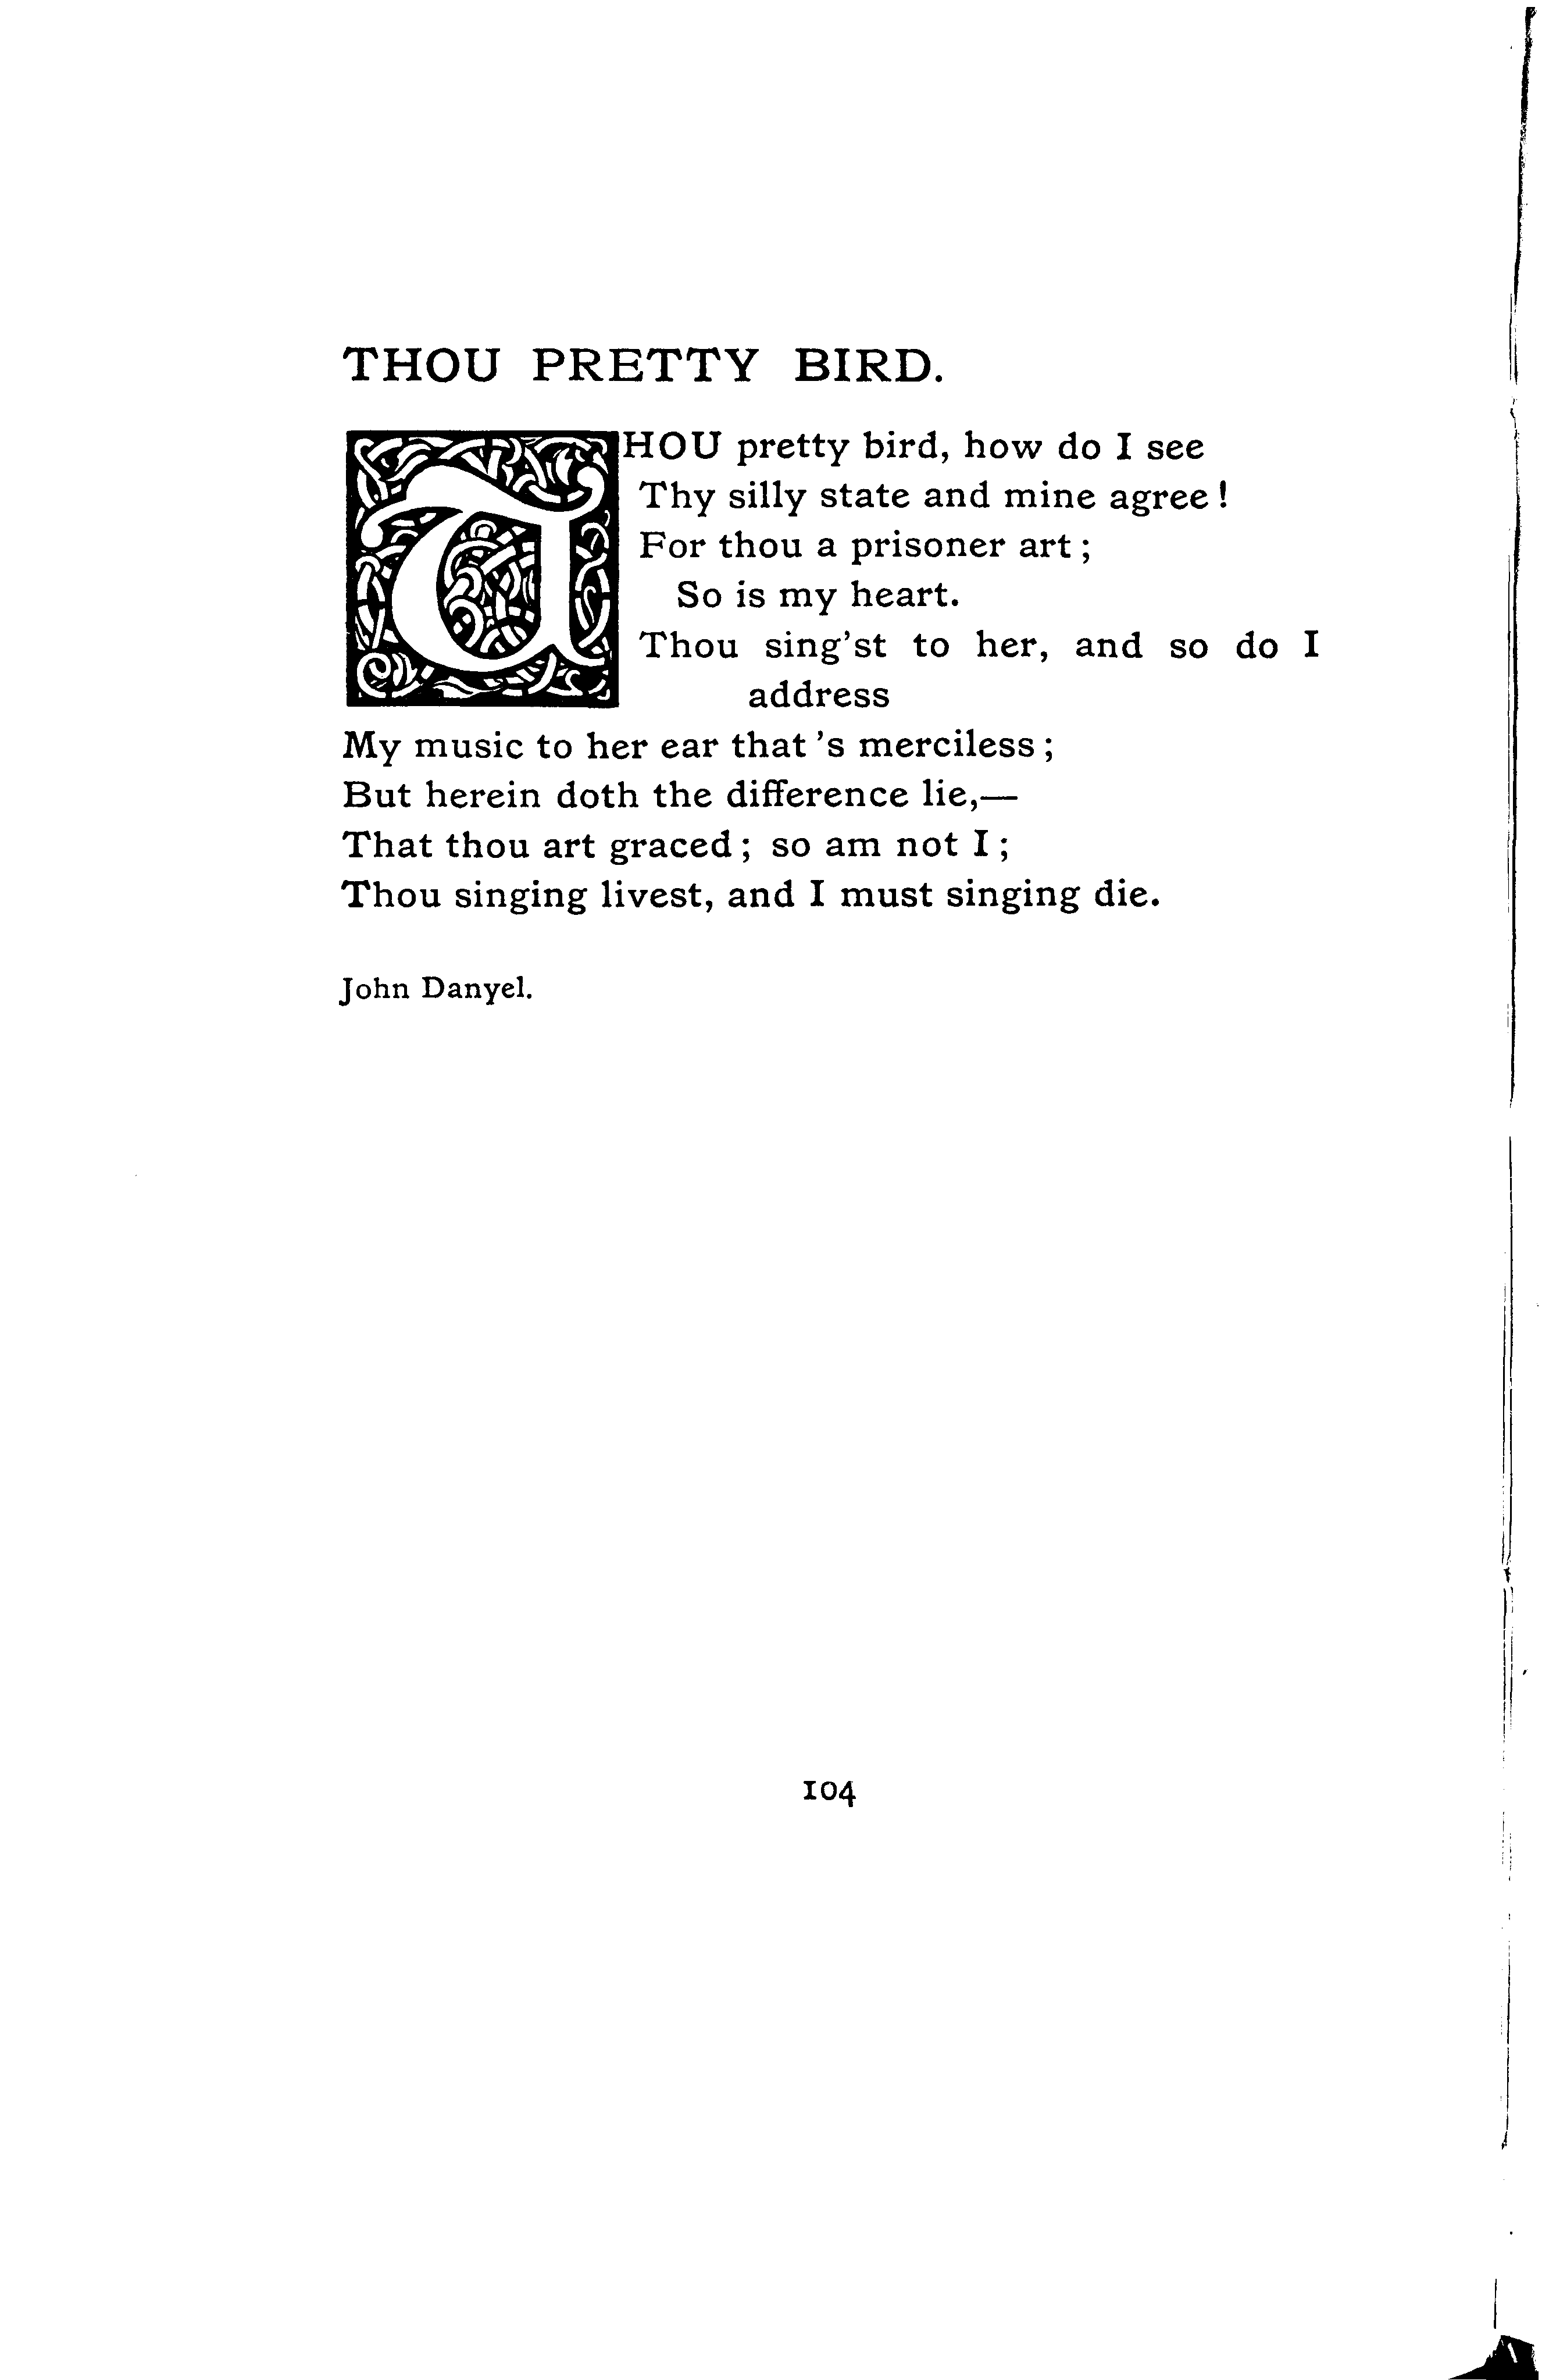 THOU PRETTY BIRD.
THOU pretty bird, how do I see
Thy silly state and mine agree!
For thou a prisoner art;
So is my heart.
Thou sing'st to her, and so do I
address
My music to her ear that 's merciless;
But herein doth the difference lie,—
That thou art graced; so am not I;
Thou singing livest, and I must singing die.
John Danyel.
104